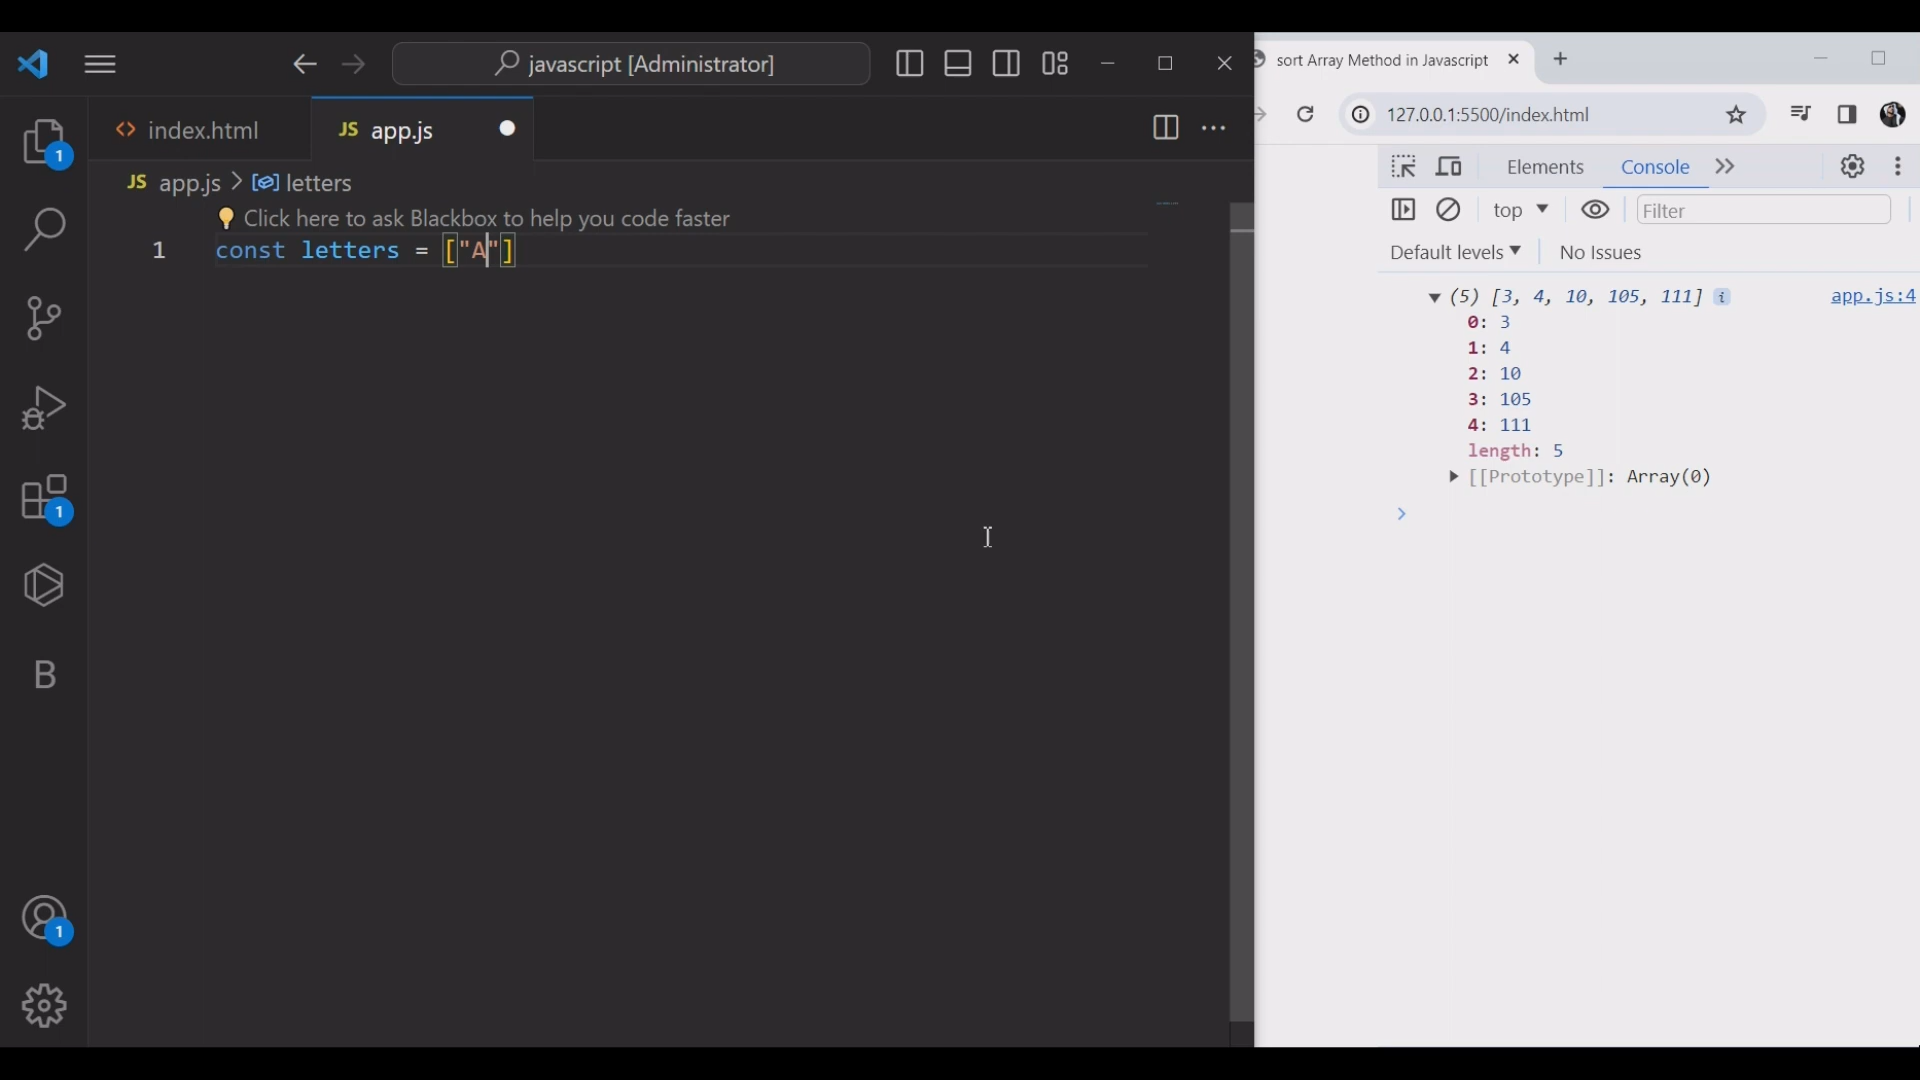 javascript [Administrator]
index.html
JS app.js
JS app.js > letters
Click here to ask Blackbox to help you code faster
1 const letters = ["A"]
1
1
B
1
sort Array Method in Javascript
127.0.0.1:5500/index.html
Elements Console
top Filter
Default levels No Issues
(5) [3, 4, 10, 105, 111] i app.js:4
0: 3
1: 4
2: 10
3: 105
4: 111
length: 5
[[Prototype]]: Array(0)